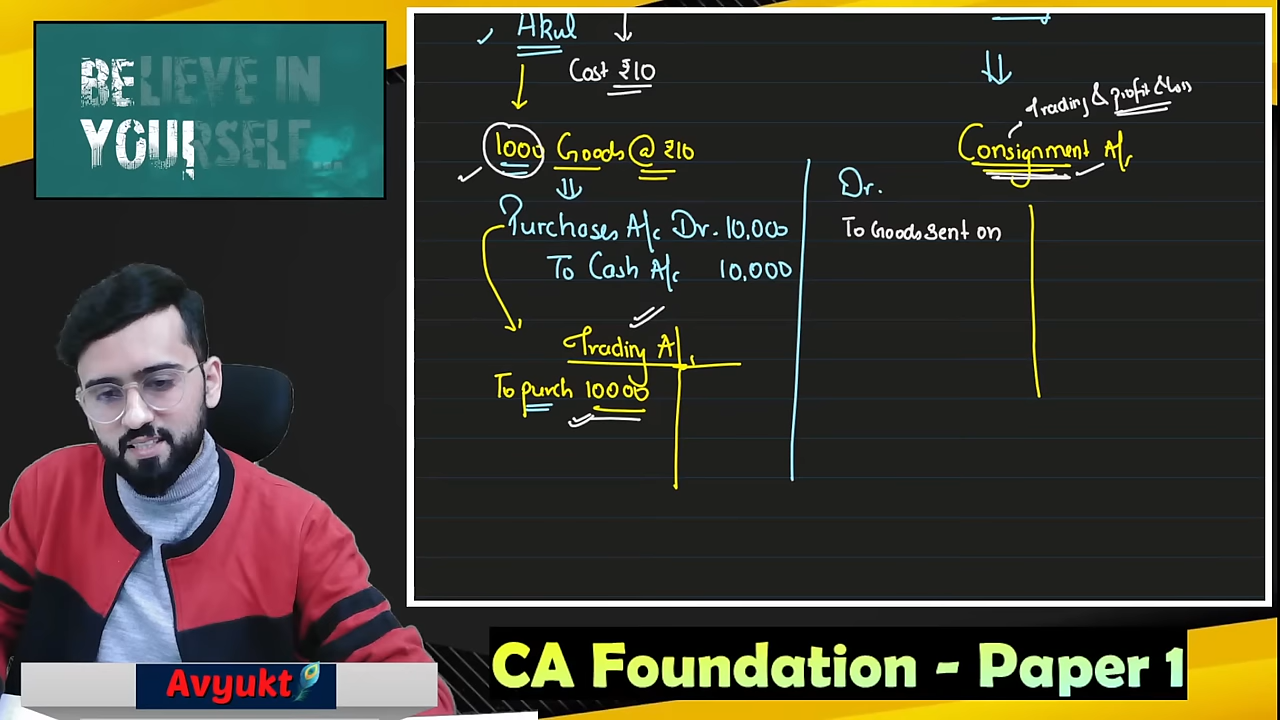 BELIEVE IN
YOURSELF...
Akul
Cost ₹10
1000 Goods @ ₹10
Purchases A/c Dr. 10,000
To Cash A/c 10,000
Trading A/c
To purch 10000
Trading & profit & loss
Consignment A/c
Dr.
To Goods sent on
Avyukt
CA Foundation - Paper 1